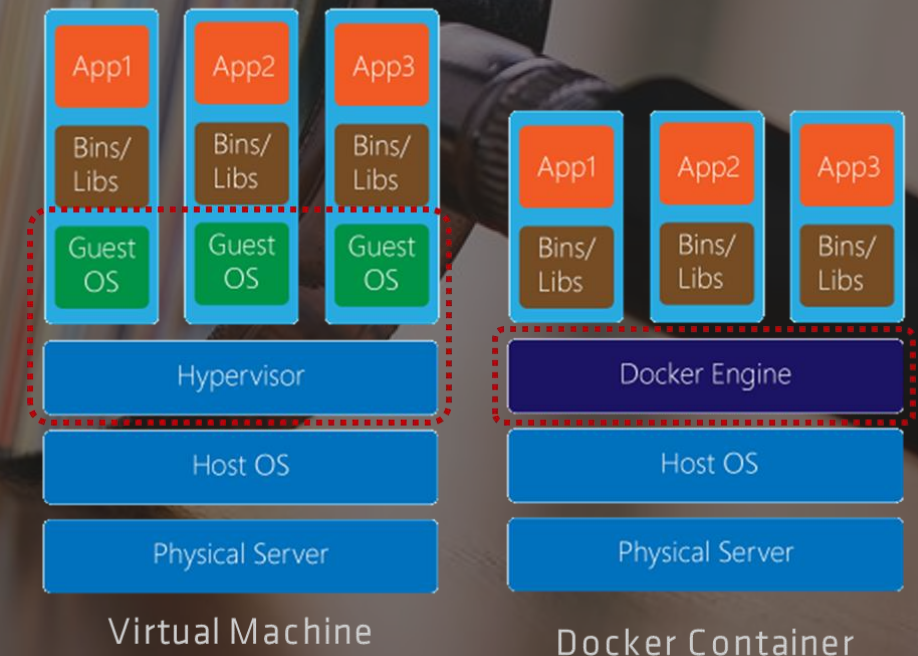 App1
App2
App3
Bins/
Libs
Bins/
Libs
Bins/
Libs
Guest
OS
Guest
OS
Guest
OS
Hypervisor
Host OS
Physical Server
Virtual Machine
App1
App2
App3
Bins/
Libs
Bins/
Libs
Bins/
Libs
Docker Engine
Host OS
Physical Server
Docker Container